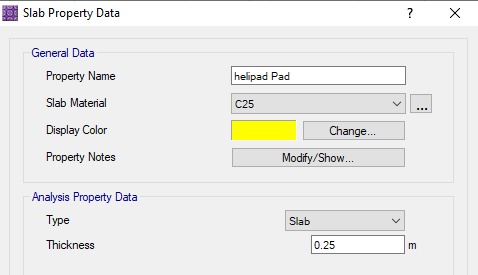 Slab Property Data
?
General Data
Property Name helipad Pad
Slab Material C25 ...
Display Color Change...
Property Notes Modify/Show...
Analysis Property Data
Type Slab
Thickness 0.25 m